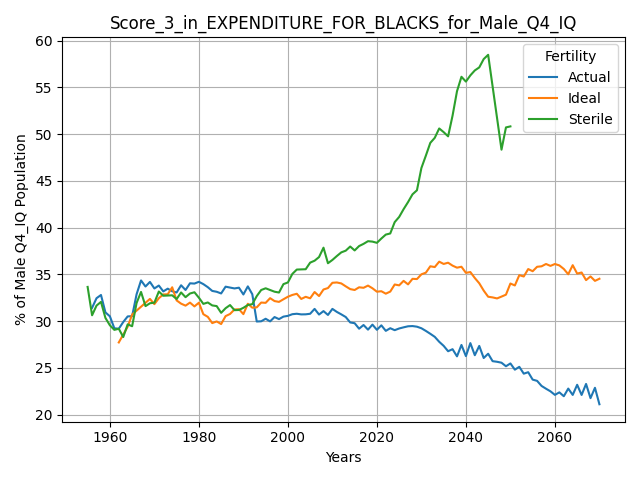 Score_3_in_EXPENDITURE_FOR_BLACKS_for_Male_Q4_IQ
Fertility
Actual
Ideal
Sterile
% of Male Q4_IQ Population
60
55
50
45
40
35
30
25
20
1960 1980 2000 2020 2040 2060
Years